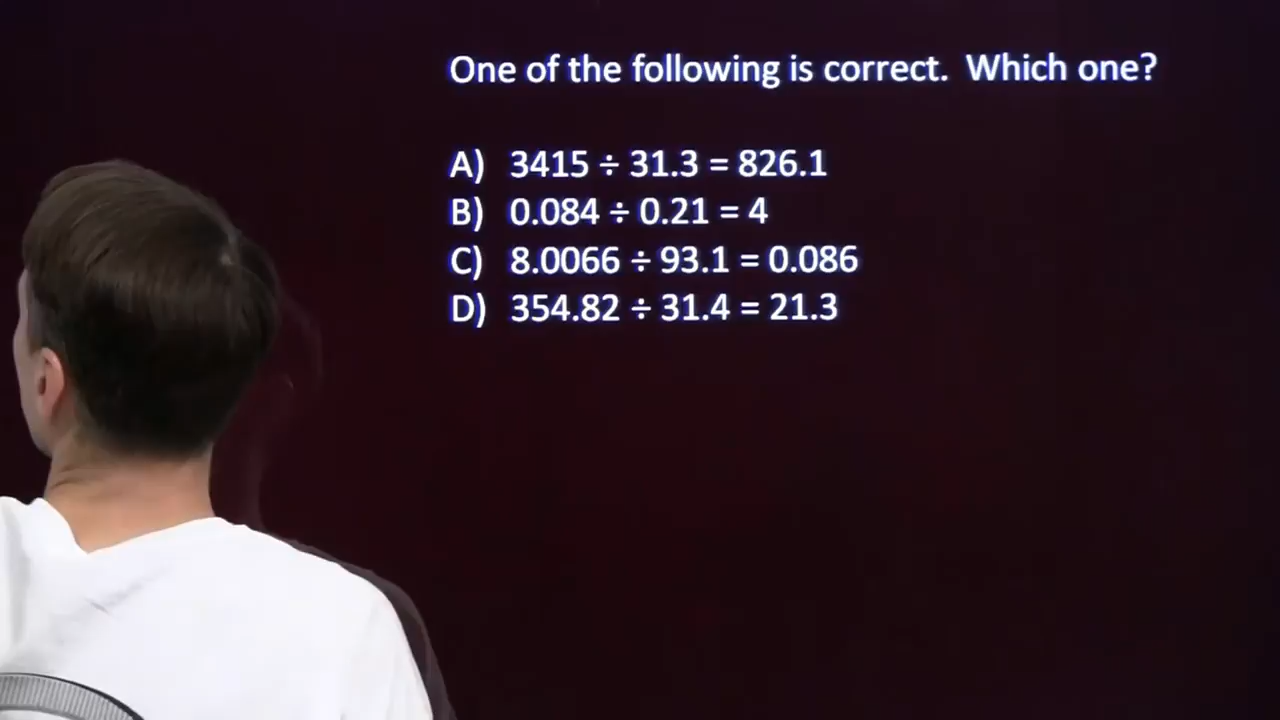 One of the following is correct. Which one?
A) 3415 ÷ 31.3 = 826.1
B) 0.084 ÷ 0.21 = 4
C) 8.0066 ÷ 93.1 = 0.086
D) 354.82 ÷ 31.4 = 21.3